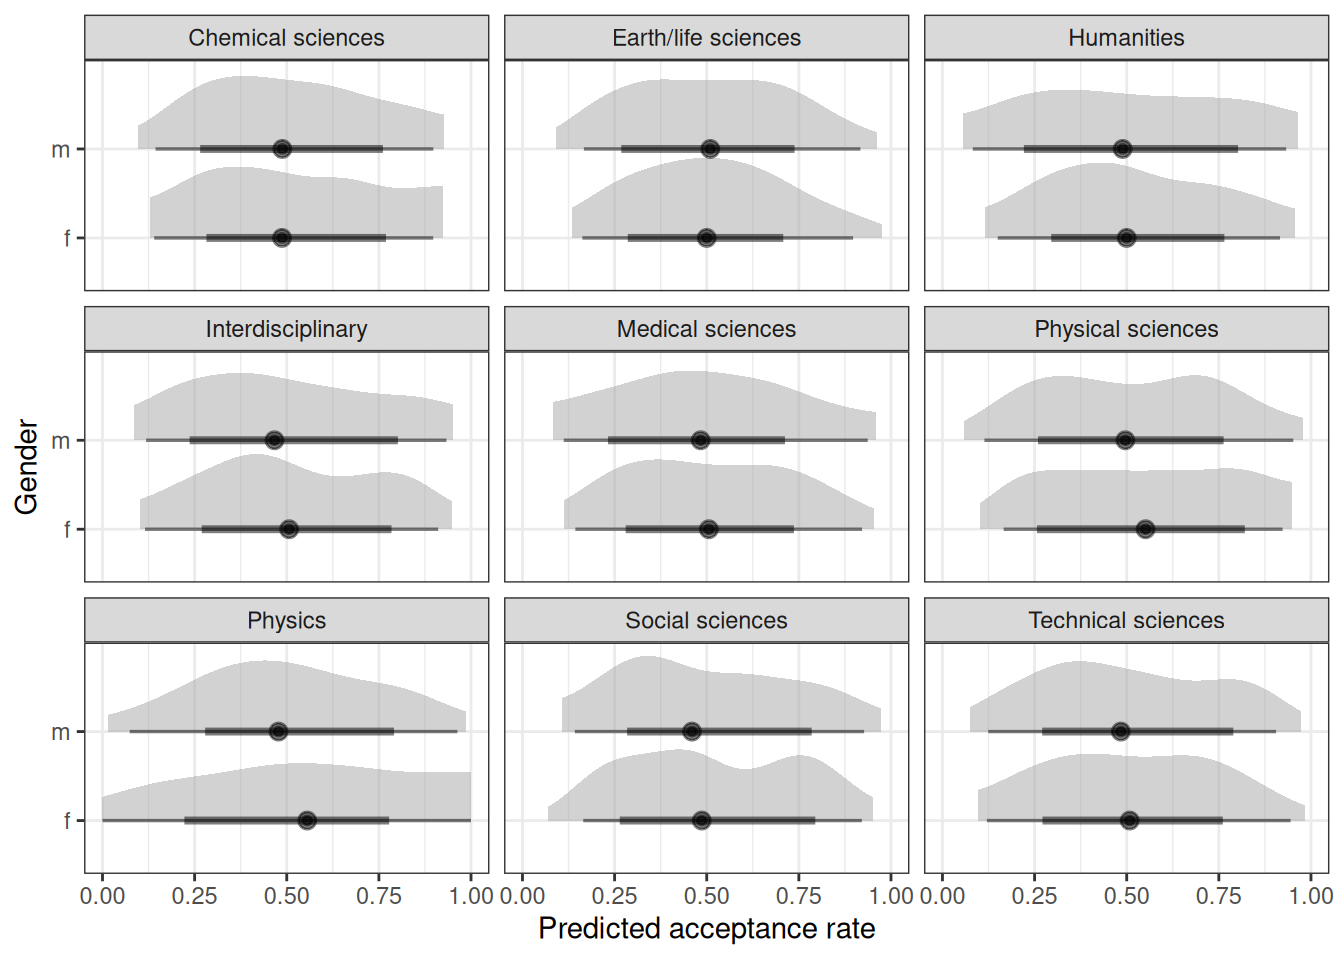 Chemical sciences
Earth/life sciences
Humanities
m
f
Interdisciplinary
Medical sciences
Physical sciences
Gender
m
f
Physics
Social sciences
Technical sciences
m
f
0.00 0.25 0.50 0.75 1.00
0.00 0.25 0.50 0.75 1.00
0.00 0.25 0.50 0.75 1.00
Predicted acceptance rate